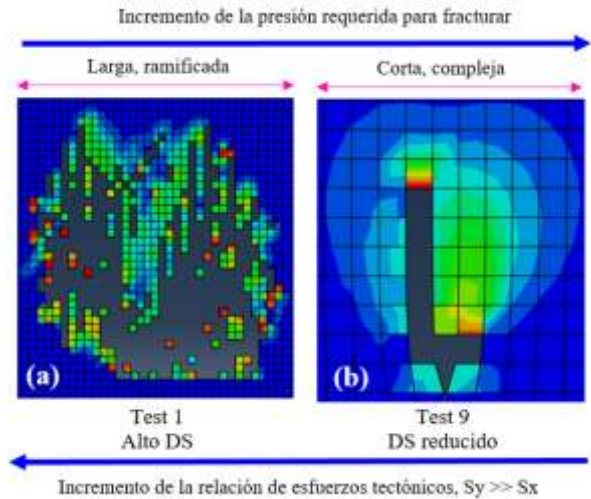 Incremento de la presión requerida para fracturar
Larga, ramificada
Corta, compleja
(a)
(b)
Test 1
Alto DS
Test 9
DS reducido
Incremento de la relación de esfuerzos tectónicos, Sy >> Sx